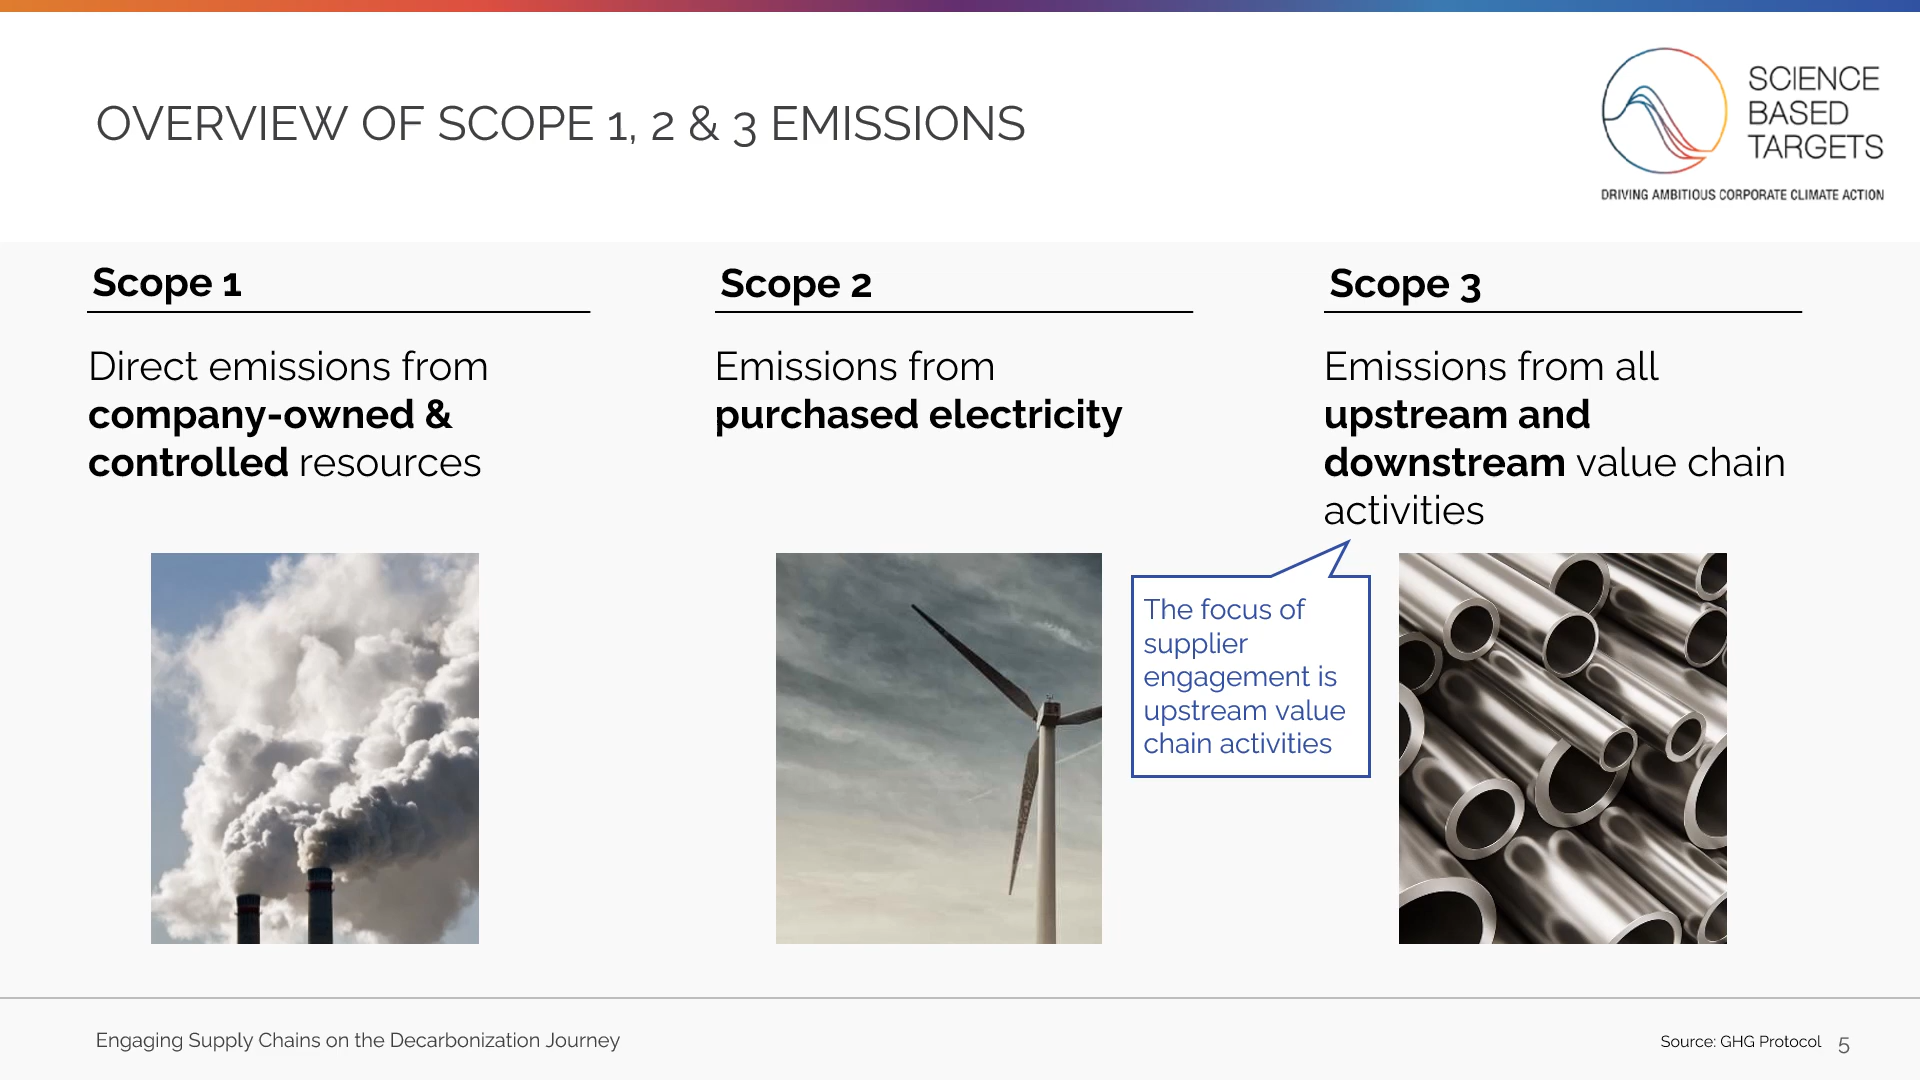 OVERVIEW OF SCOPE 1, 2 & 3 EMISSIONS
SCIENCE
BASED
TARGETS
DRIVING AMBITIOUS CORPORATE CLIMATE ACTION
Scope 1
Direct emissions from
company-owned &
controlled resources
Scope 2
Emissions from
purchased electricity
Scope 3
Emissions from all
upstream and
downstream value chain
activities
The focus of
supplier
engagement is
upstream value
chain activities
Engaging Supply Chains on the Decarbonization Journey
Source: GHG Protocol
5